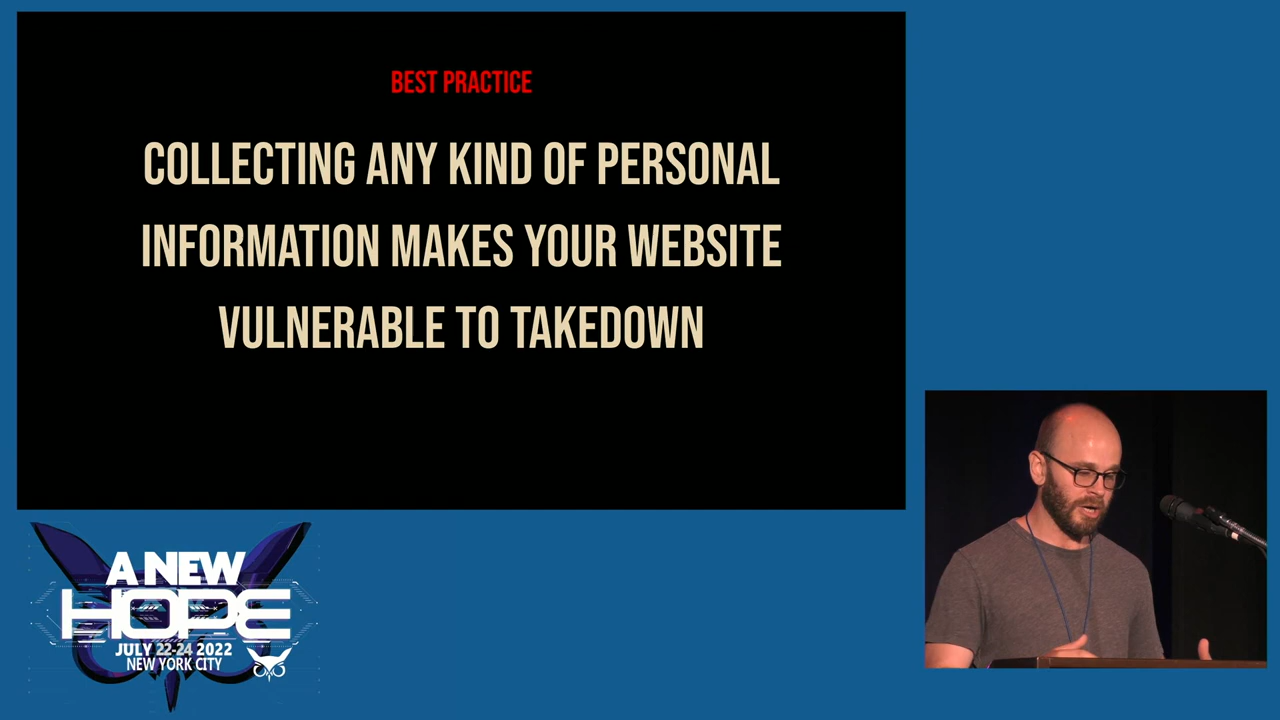 BEST PRACTICE
COLLECTING ANY KIND OF PERSONAL
INFORMATION MAKES YOUR WEBSITE
VULNERABLE TO TAKEDOWN
A NEW
HOPE
JULY 22-24 2022
NEW YORK CITY